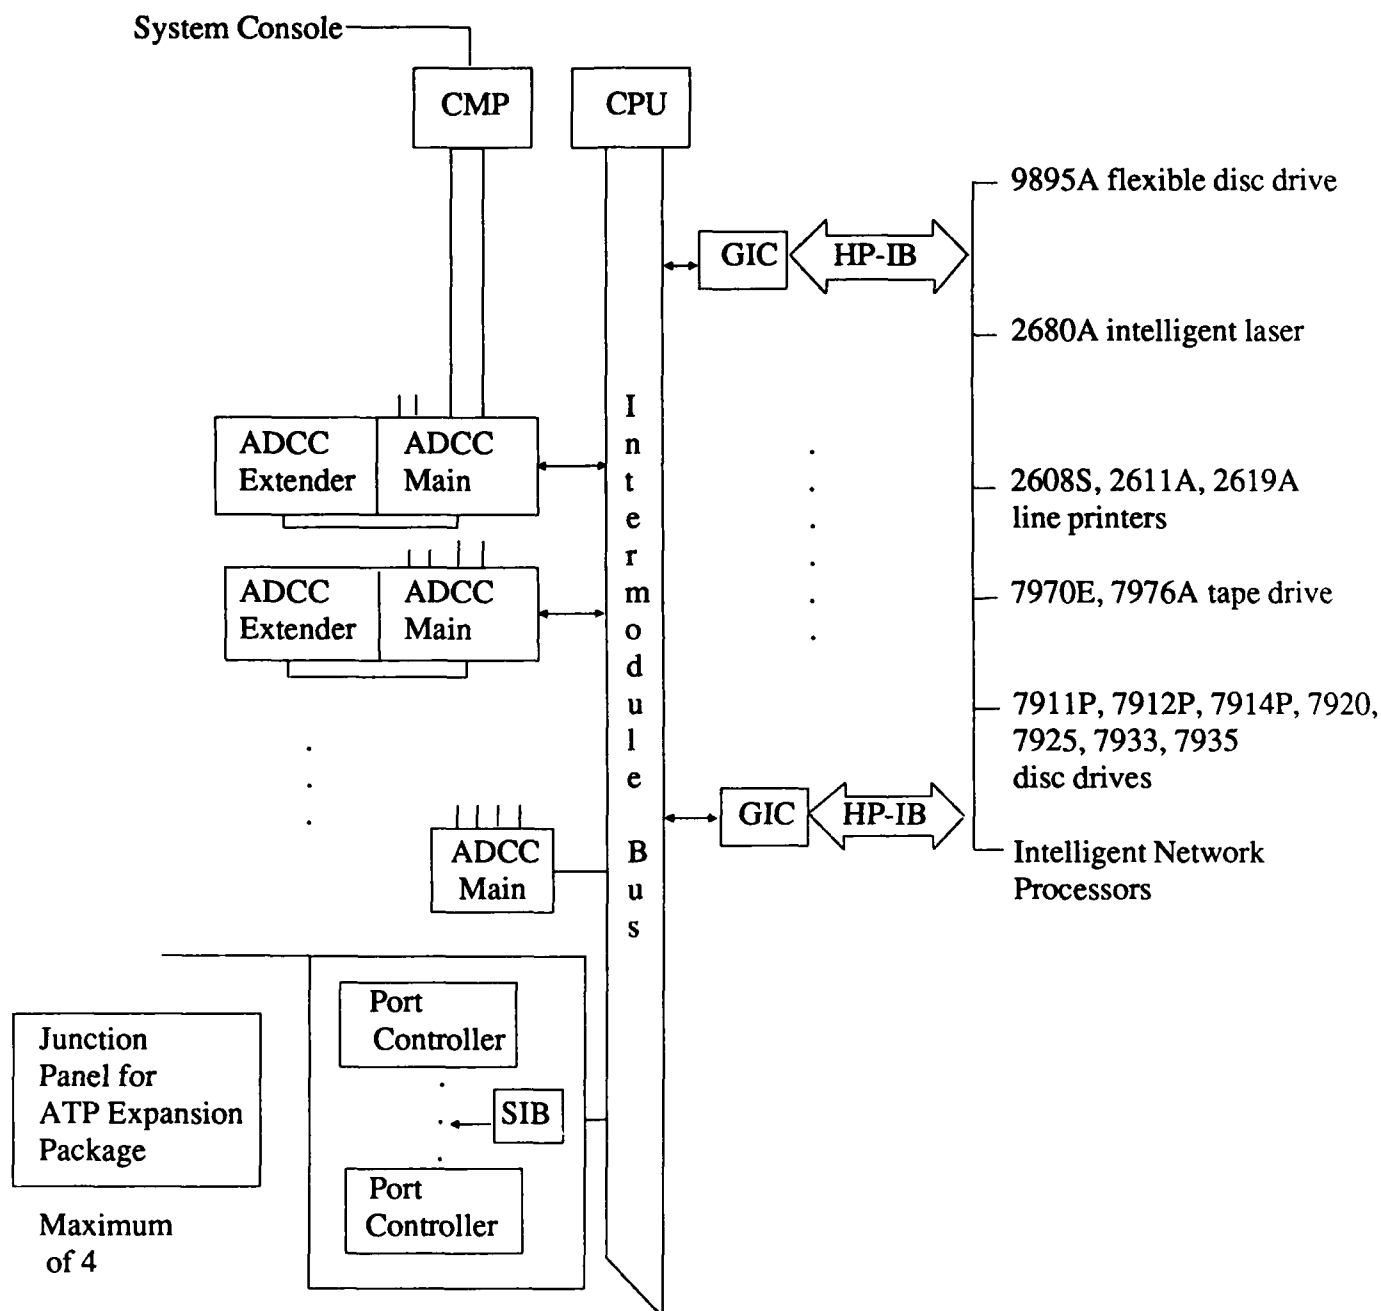 System Console
CMP
CPU
9895A flexible disc drive
GIC
HP-IB
2680A intelligent laser
Intermodule Bus
ADCC
Extender
ADCC
Main
2608S, 2611A, 2619A
line printers
ADCC
Extender
ADCC
Main
7970E, 7976A tape drive
7911P, 7912P, 7914P, 7920,
7925, 7933, 7935
disc drives
GIC
HP-IB
ADCC
Main
Intelligent Network
Processors
Port
Controller
Junction
Panel for
ATP Expansion
Package
SIB
Port
Controller
Maximum
of 4